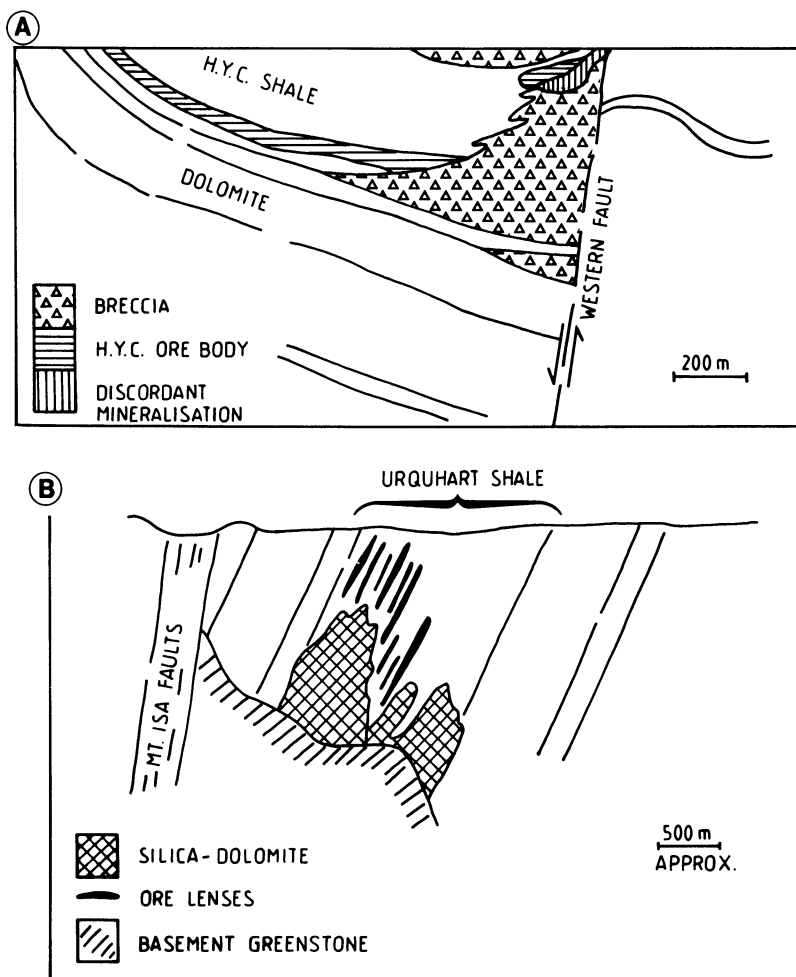 A
H.Y.C. SHALE
DOLOMITE
WESTERN FAULT
BRECCIA
H.Y.C. ORE BODY
DISCORDANT
MINERALISATION
200 m
B
URQUHART SHALE
MT. ISA FAULTS
SILICA-DOLOMITE
ORE LENSES
BASEMENT GREENSTONE
500 m
APPROX.